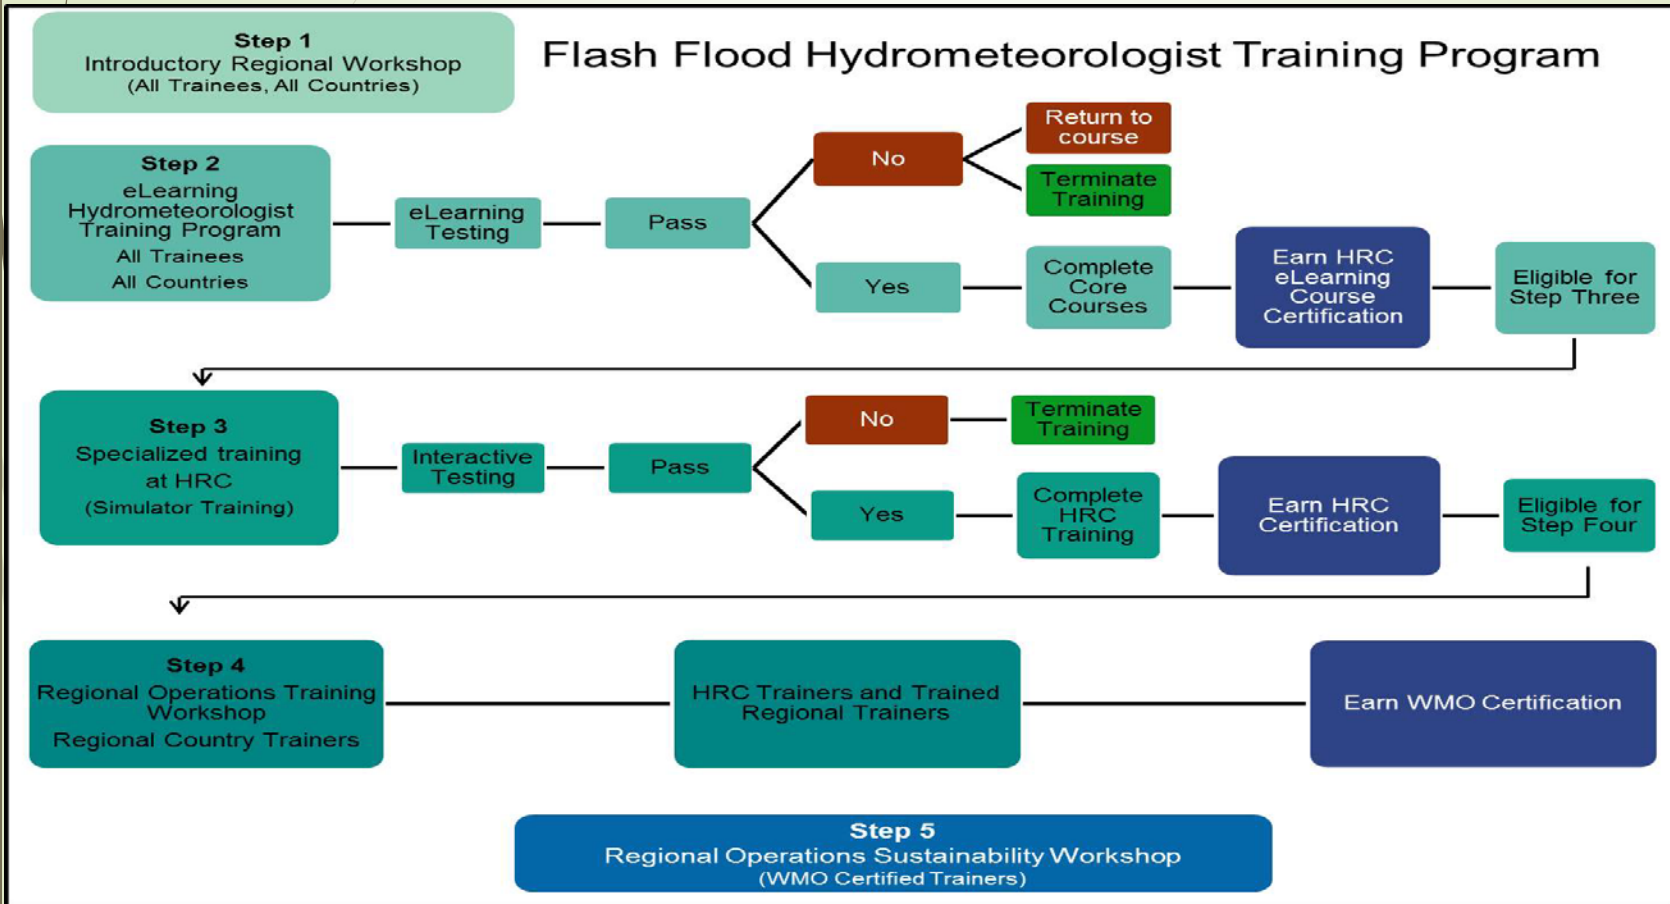 Step 1
Introductory Regional Workshop
(All Trainees, All Countries)
Flash Flood Hydrometeorologist Training Program
Step 2
eLearning
Hydrometeorologist
Training Program
All Trainees
All Countries
eLearning
Testing
Pass
No
Return to
course
Terminate
Training
Yes
Complete
Core
Courses
Earn HRC
eLearning
Course
Certification
Eligible for
Step Three
Step 3
Specialized training
at HRC
(Simulator Training)
Interactive
Testing
Pass
No
Terminate
Training
Yes
Complete
HRC
Training
Earn HRC
Certification
Eligible for
Step Four
Step 4
Regional Operations Training
Workshop
Regional Country Trainers
HRC Trainers and Trained
Regional Trainers
Earn WMO Certification
Step 5
Regional Operations Sustainability Workshop
(WMO Certified Trainers)